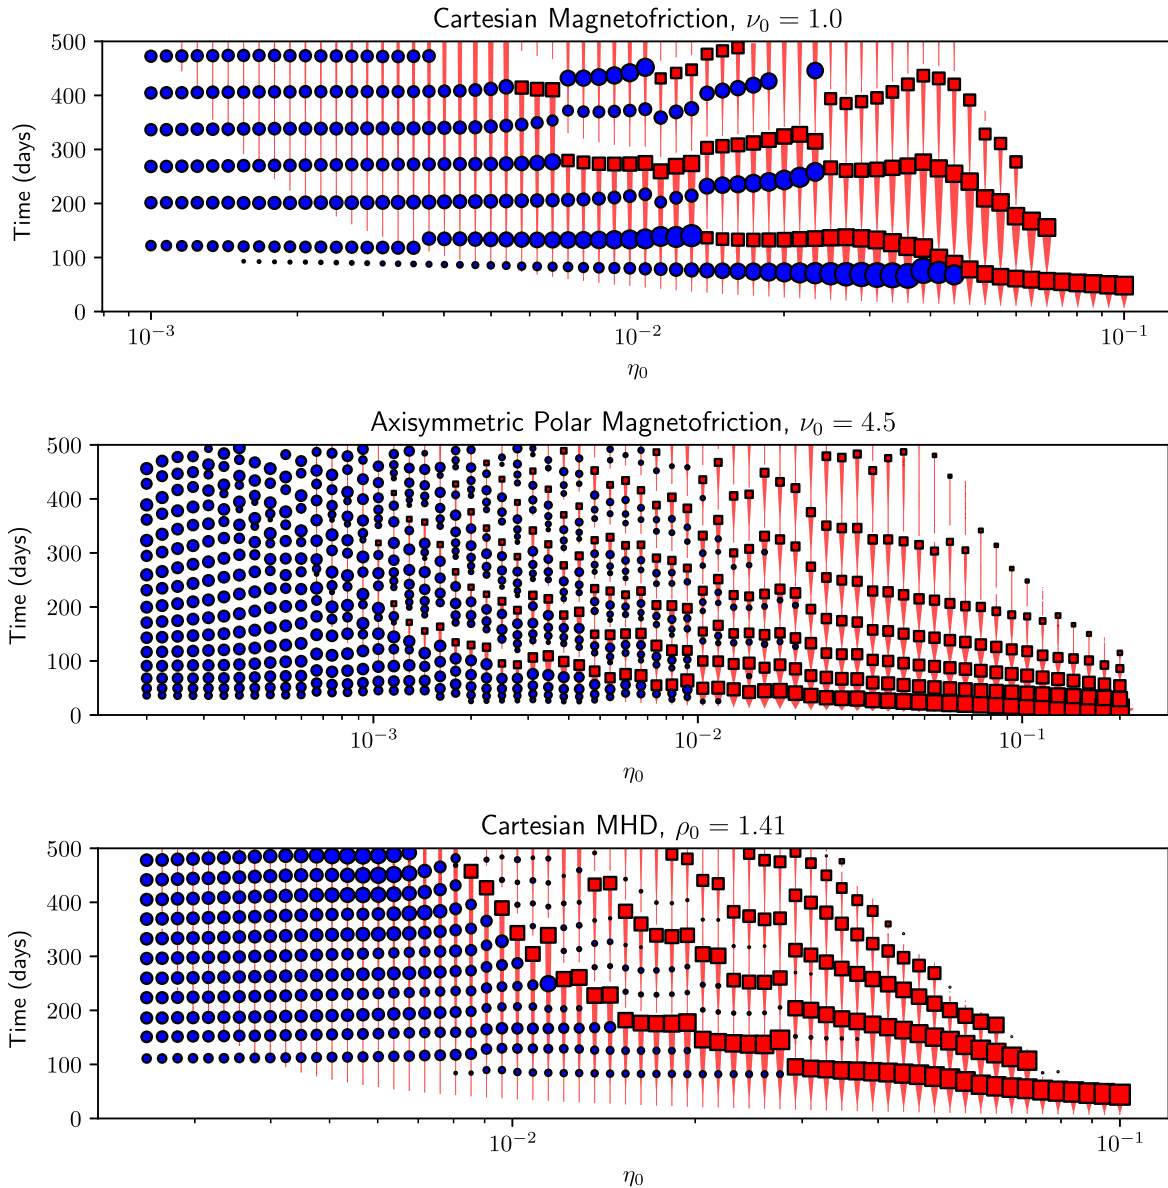 Cartesian Magnetofriction, ν₀ = 1.0
500
400
300
200
100
0
Time (days)
10⁻³
10⁻²
10⁻¹
η₀
Axisymmetric Polar Magnetofriction, ν₀ = 4.5
500
400
300
200
100
0
Time (days)
10⁻³
10⁻²
10⁻¹
η₀
Cartesian MHD, ρ₀ = 1.41
500
400
300
200
100
0
Time (days)
10⁻²
10⁻¹
η₀